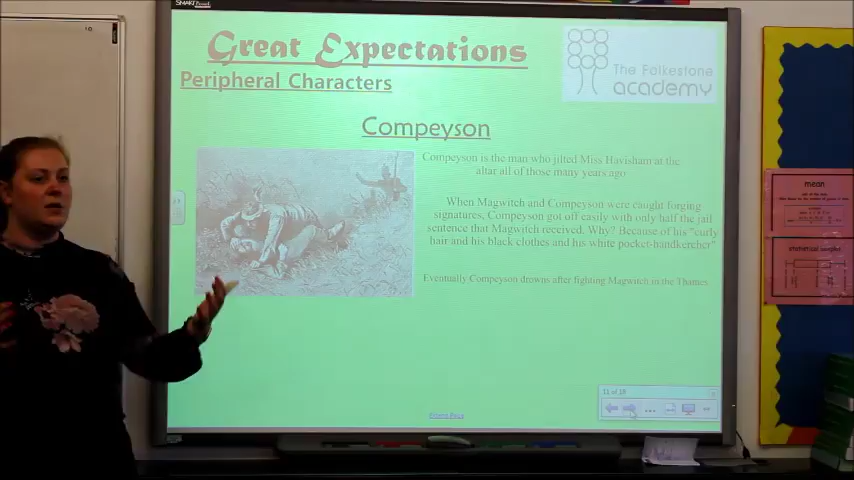 Great Expectations
Peripheral Characters
The Folkestone
academy
Compeyson
Compeyson is the man who jilted Miss Havisham at the
altar all of those many years ago
When Magwitch and Compeyson were caught forging
signatures, Compeyson got off easily with only half the jail
sentence that Magwitch received. Why? Because of his "curly
hair and his black clothes and his white pocket-handkercher"
Eventually Compeyson drowns after fighting Magwitch in the Thames
mean